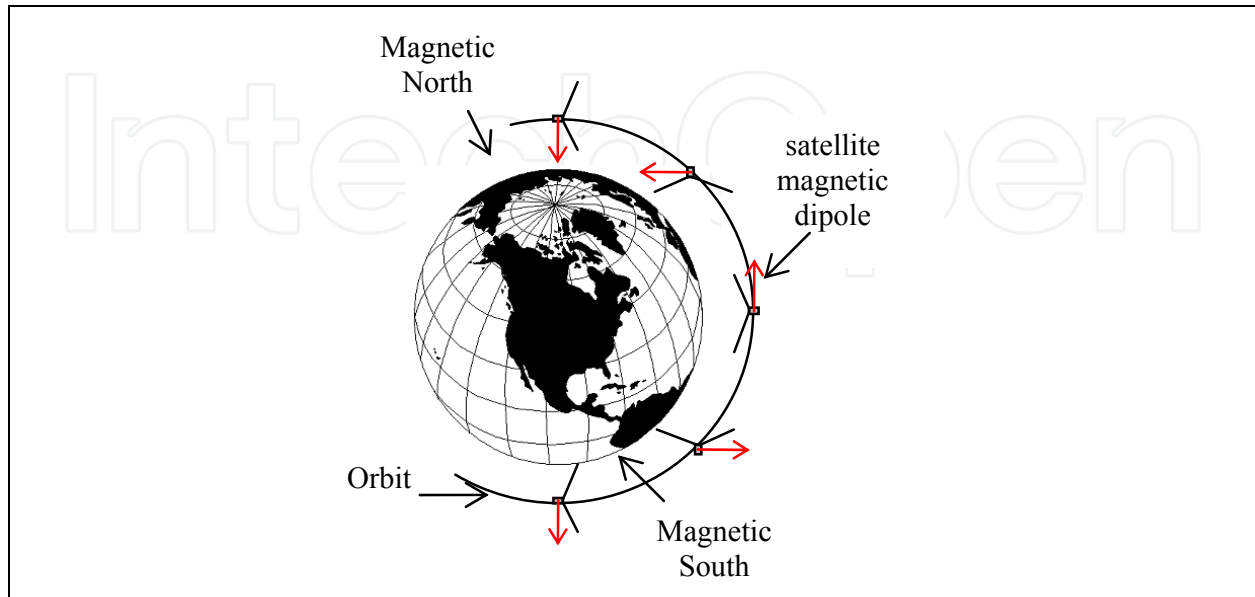 IntechOpen
Magnetic
North
satellite
magnetic
dipole
Orbit
Magnetic
South